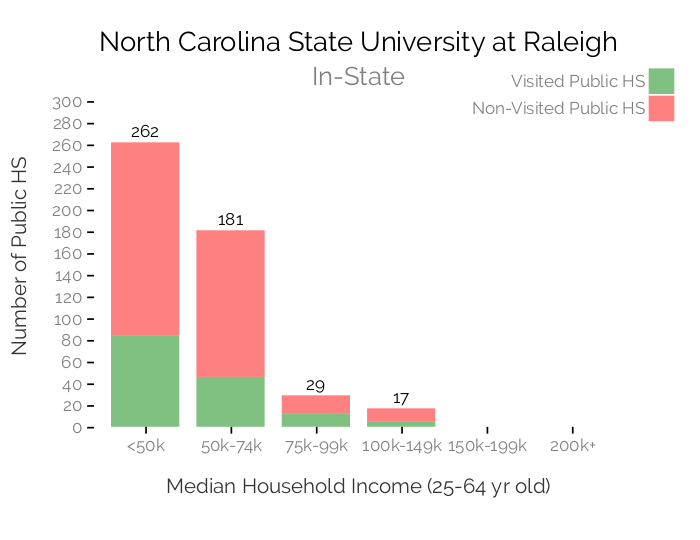 North Carolina State University at Raleigh
In-State
Visited Public HS
Non-Visited Public HS
Number of Public HS
300
280
260
240
220
200
180
160
140
120
100
80
60
40
20
0
262
181
29
17
<50k
50k-74k
75k-99k
100k-149k
150k-199k
200k+
Median Household Income (25-64 yr old)